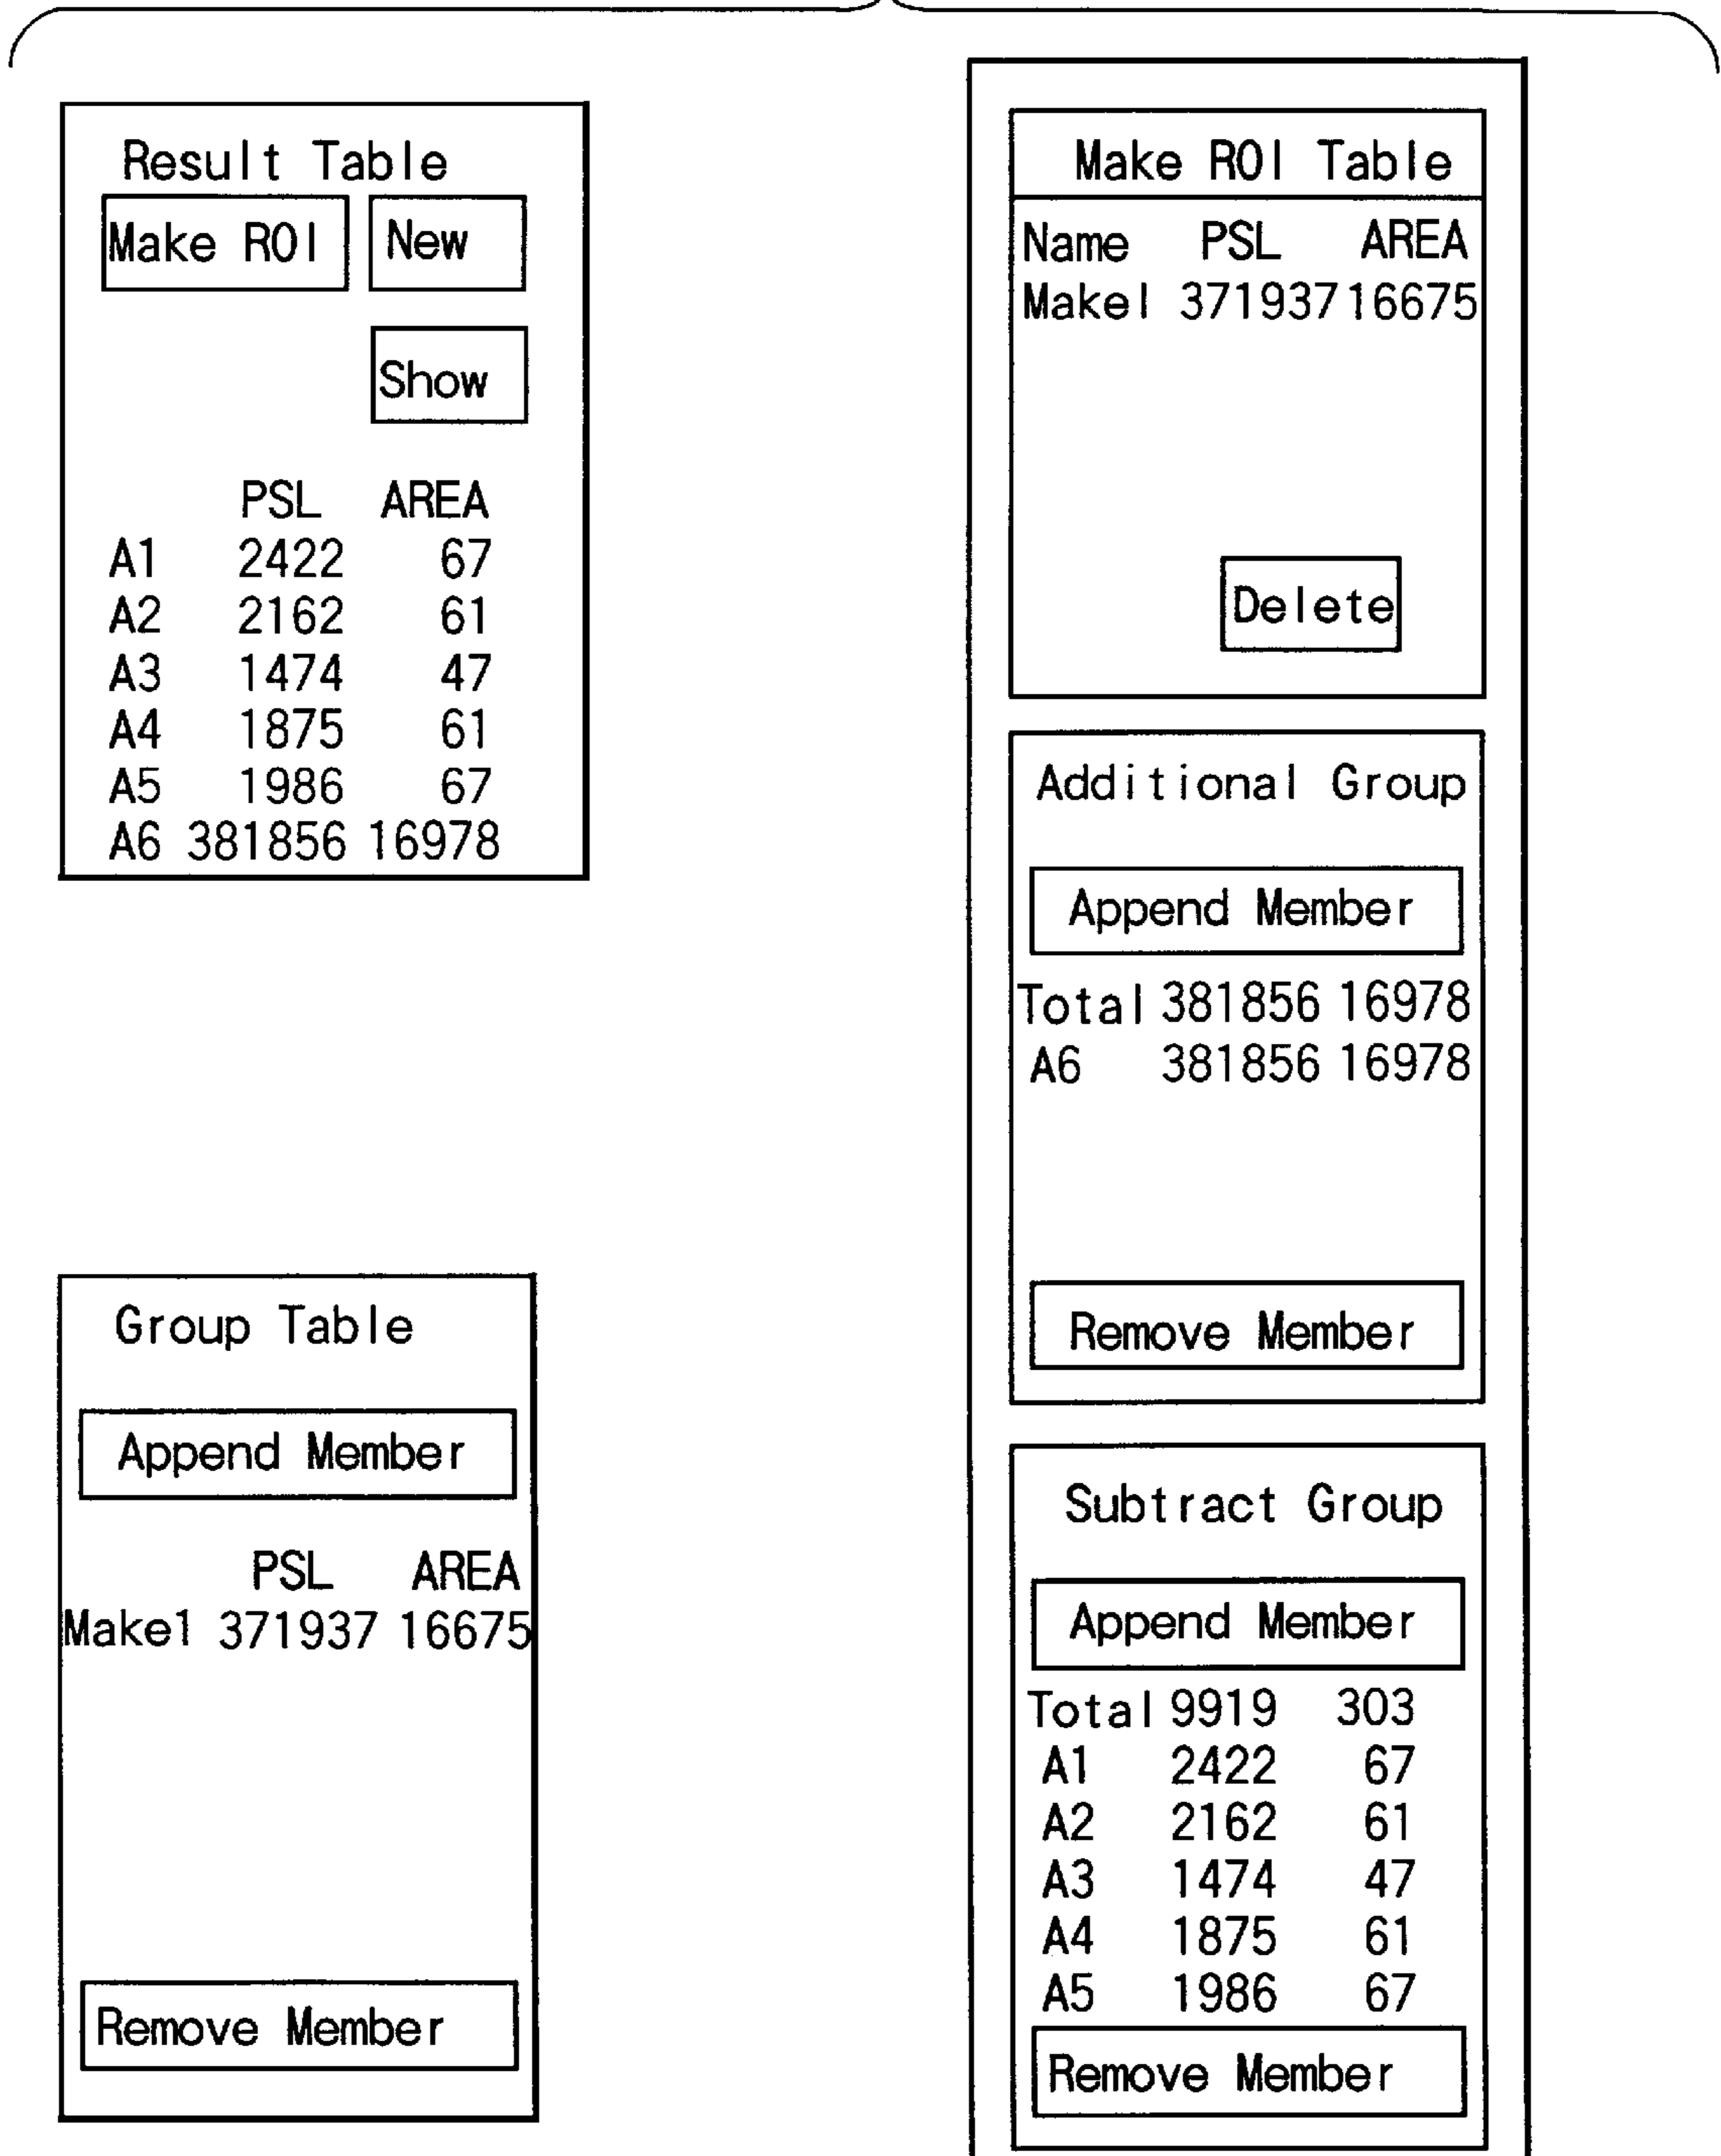 Result Table
Make ROI New
Show
PSL AREA
A1 2422 67
A2 2162 61
A3 1474 47
A4 1875 61
A5 1986 67
A6 381856 16978
Group Table
Append Member
PSL AREA
Make1 371937 16675
Remove Member
Make ROI Table
Name PSL AREA
Make1 371937 16675
Delete
Additional Group
Append Member
Total 381856 16978
A6 381856 16978
Remove Member
Subtract Group
Append Member
Total 9919 303
A1 2422 67
A2 2162 61
A3 1474 47
A4 1875 61
A5 1986 67
Remove Member